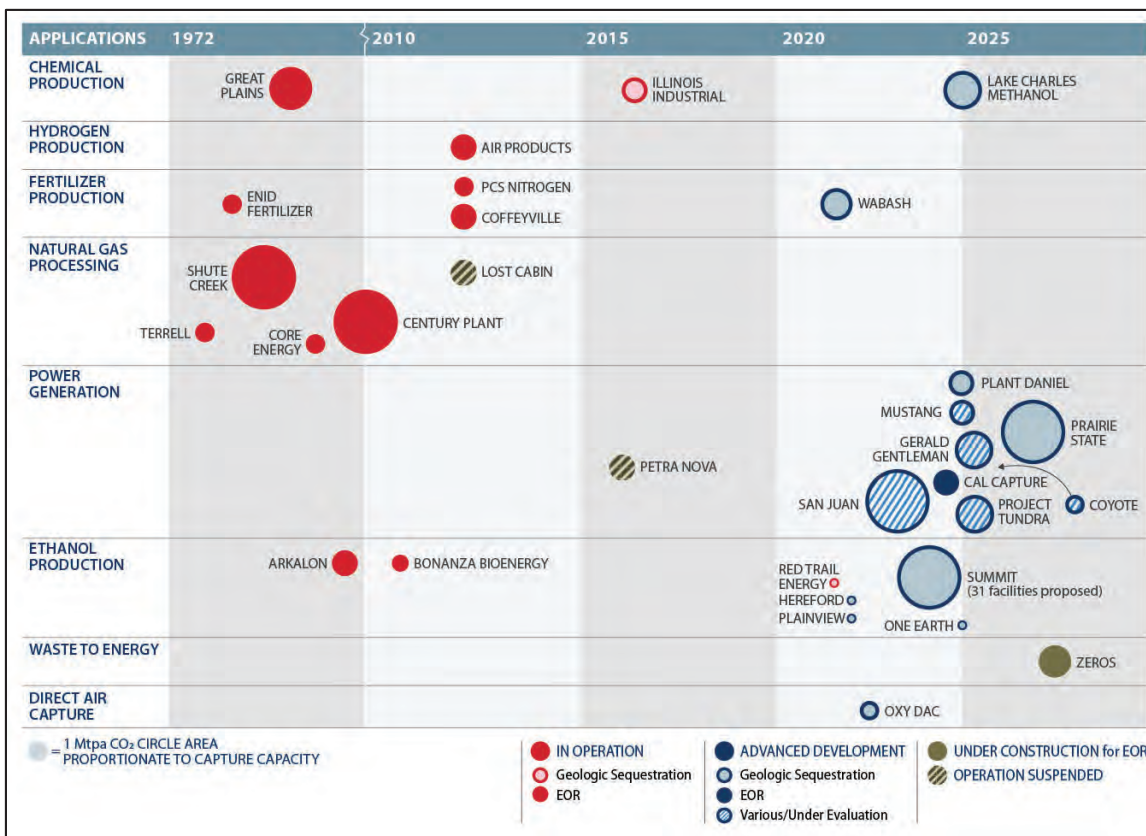 APPLICATIONS 1972 2010 2015 2020 2025
CHEMICAL
PRODUCTION
GREAT
PLAINS
ILLINOIS
INDUSTRIAL
LAKE CHARLES
METHANOL
HYDROGEN
PRODUCTION
AIR PRODUCTS
FERTILIZER
PRODUCTION
ENID
FERTILIZER
PCS NITROGEN
COFFEYVILLE
WABASH
NATURAL GAS
PROCESSING
SHUTE
CREEK
LOST CABIN
TERRELL
CORE
ENERGY
CENTURY PLANT
POWER
GENERATION
PLANT DANIEL
MUSTANG
PRAIRIE
STATE
GERALD
GENTLEMAN
PETRA NOVA
CAL CAPTURE
SAN JUAN
PROJECT
TUNDRA
COYOTE
ETHANOL
PRODUCTION
ARKALON
BONANZA BIOENERGY
RED TRAIL
ENERGY
HEREFORD
PLAINVIEW
SUMMIT
(31 facilities proposed)
ONE EARTH
WASTE TO ENERGY
ZEROS
DIRECT AIR
CAPTURE
OXY DAC
= 1 Mtpa CO₂ CIRCLE AREA
PROPORTIONATE TO CAPTURE CAPACITY
IN OPERATION
Geologic Sequestration
EOR
ADVANCED DEVELOPMENT
Geologic Sequestration
EOR
Various/Under Evaluation
UNDER CONSTRUCTION for EOR
OPERATION SUSPENDED